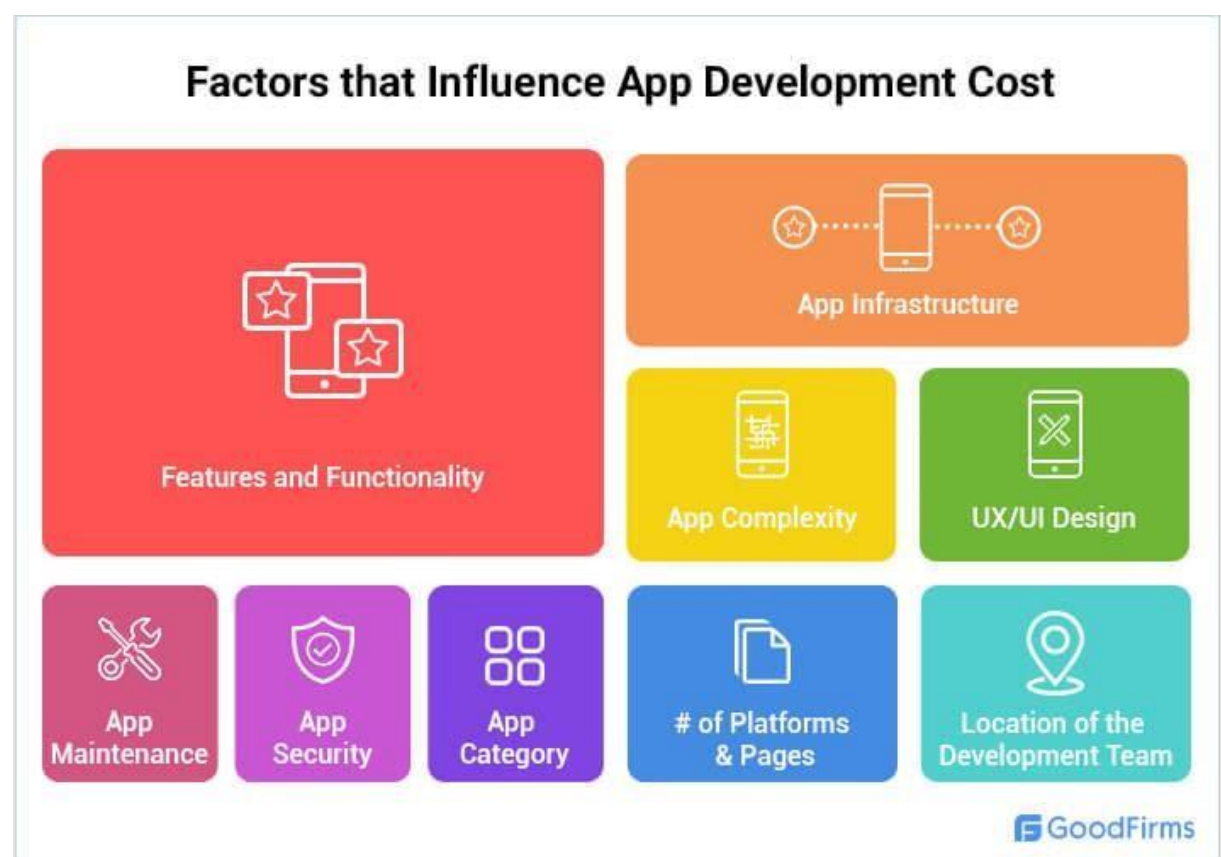 Factors that Influence App Development Cost
Features and Functionality
App Infrastructure
App Complexity
UX/UI Design
App
Maintenance
App
Security
App
Category
# of Platforms
& Pages
Location of the
Development Team
GoodFirms